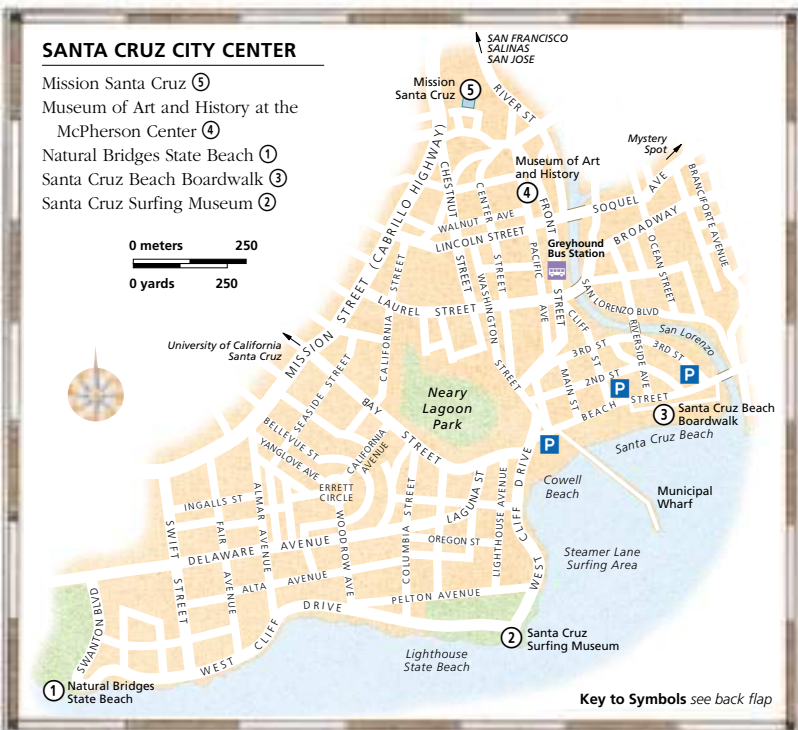 SANTA CRUZ CITY CENTER
Mission Santa Cruz ⑤
Museum of Art and History at the
McPherson Center ④
Natural Bridges State Beach ①
Santa Cruz Beach Boardwalk ③
Santa Cruz Surfing Museum ②
0 meters 250
0 yards 250
SAN FRANCISCO
SALINAS
SAN JOSE
Mission
Santa Cruz
⑤
RIVER ST
Mystery
Spot
Museum of Art
and History
④
MISSION STREET (CABRILLO HIGHWAY)
CHESTNUT STREET
CENTER STREET
FRONT STREET
WALNUT AVE
LINCOLN STREET
SOQUEL AVE
BROADWAY
BRANCIFORTE AVENUE
OCEAN STREET
PACIFIC AVE
Greyhound
Bus Station
WASHINGTON STREET
CALIFORNIA STREET
LAUREL STREET
SAN LORENZO BLVD
San Lorenzo
CLIFF ST
RIVERSIDE AVE
3RD ST
3RD ST
2ND ST
MAIN ST
BEACH STREET
P
P
P
③
Santa Cruz Beach
Boardwalk
Santa Cruz Beach
University of California
Santa Cruz
SEASIDE STREET
BAY STREET
Neary
Lagoon
Park
BELLEVUE ST
YANGLOVE AVE
CALIFORNIA
AVENUE
ERRETT
CIRCLE
INGALLS ST
SWIFT STREET
FAIR AVENUE
ALMAR AVENUE
WOODROW AVE
COLUMBIA STREET
LAGUNA ST
LIGHTHOUSE AVENUE
OREGON ST
DELAWARE AVENUE
ALTA AVENUE
PELTON AVENUE
SWANTON BLVD
WEST CLIFF DRIVE
WEST CLIFF DRIVE
Cowell
Beach
Municipal
Wharf
Steamer Lane
Surfing Area
②
Santa Cruz
Surfing Museum
Lighthouse
State Beach
①
Natural Bridges
State Beach
Key to Symbols see back flap